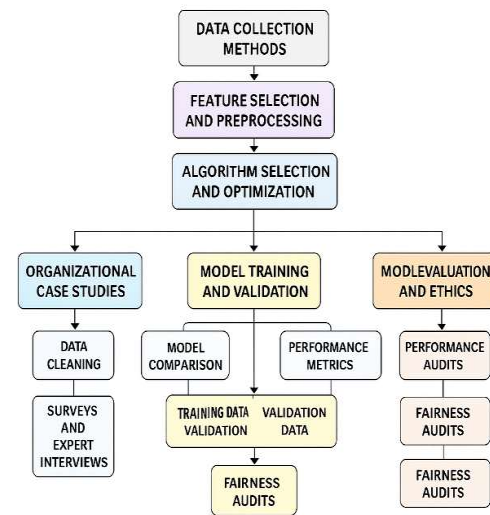 DATA COLLECTION
METHODS
FEATURE SELECTION
AND PREPROCESSING
ALGORITHM SELECTION
AND OPTIMIZATION
ORGANIZATIONAL
CASE STUDIES
MODEL TRAINING
AND VALIDATION
MODLEVALUATION
AND ETHICS
DATA
CLEANING
MODEL
COMPARISON
PERFORMANCE
METRICS
PERFORMANCE
AUDITS
SURVEYS
AND
EXPERT
INTERVIEWS
TRAINING DATA
VALIDATION
VALIDATION
DATA
FAIRNESS
AUDITS
FAIRNESS
AUDITS
FAIRNESS
AUDITS